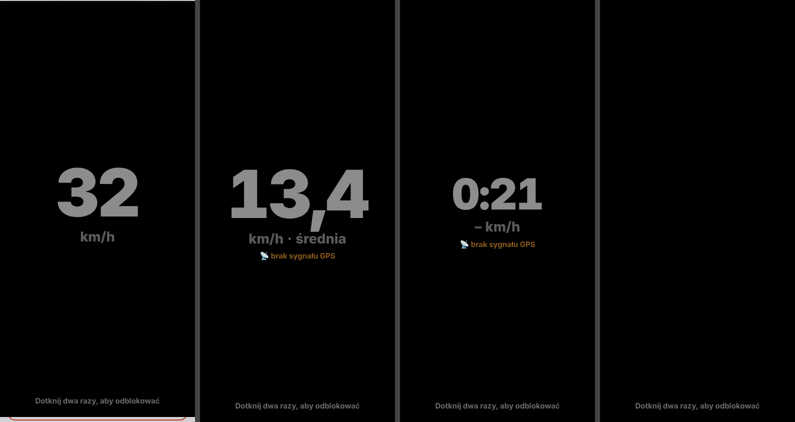 32
km/h
Dotknij dwa razy, aby odblokować
13,4
km/h · średnia
📡 brak sygnału GPS
Dotknij dwa razy, aby odblokować
0:21
– km/h
📡 brak sygnału GPS
Dotknij dwa razy, aby odblokować
Dotknij dwa razy, aby odblokować